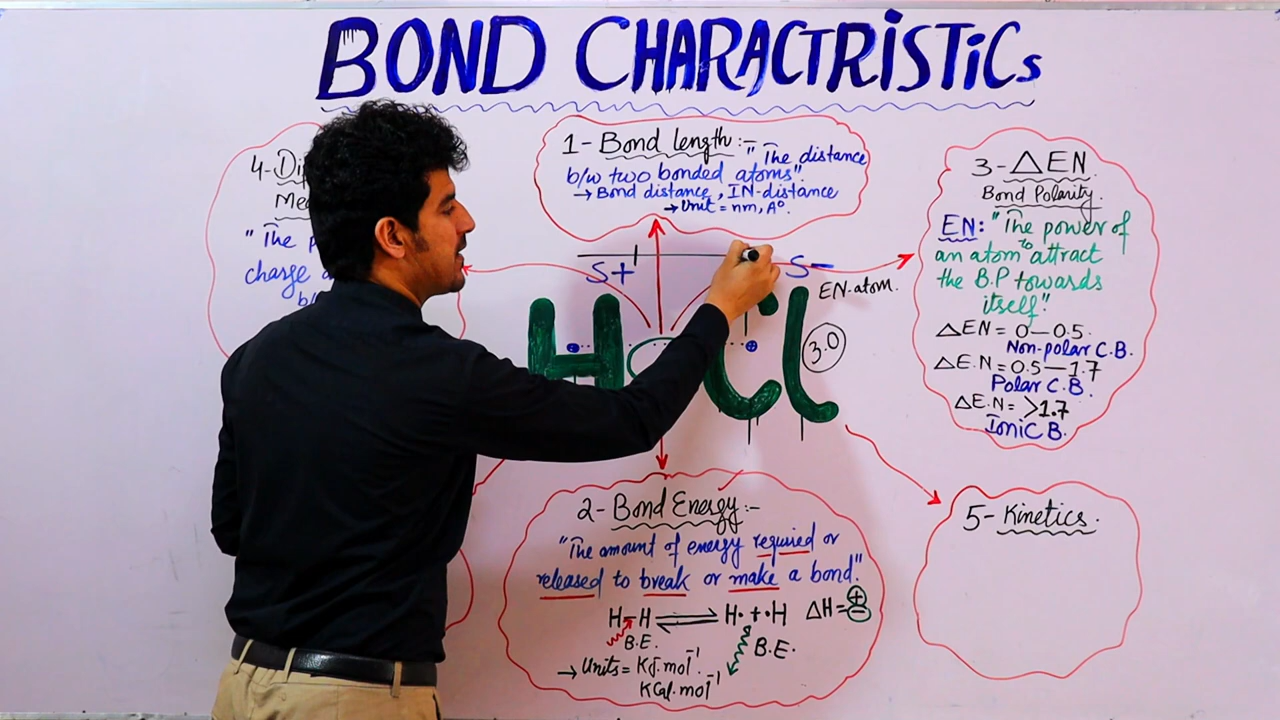 BOND CHARACTRISTICs
1- Bond length :-
"The distance
b/w two bonded atoms".
→ Bond distance, IN-distance
→ Unit = nm, A°.
4-Di
Me
"The
charge
b/
S+
S-
EN-atom.
H Cl
3.0
3- ΔEN
Bond Polarity.
EN: "The power of
an atom to attract
the B.P towards
itself"
ΔEN = 0-0.5.
Non-polar C.B.
ΔE.N = 0.5-1.7
Polar C.B.
ΔE.N = >1.7
Ionic B.
2- Bond Energy :-
"The amount of energy required or
released to break or make a bond."
H-H ⇌ H· + ·H ΔH = ⊕ ⊖
B.E. B.E.
→ Units = KJ.mol⁻¹.
KCal.mol⁻¹
5- Kinetics.